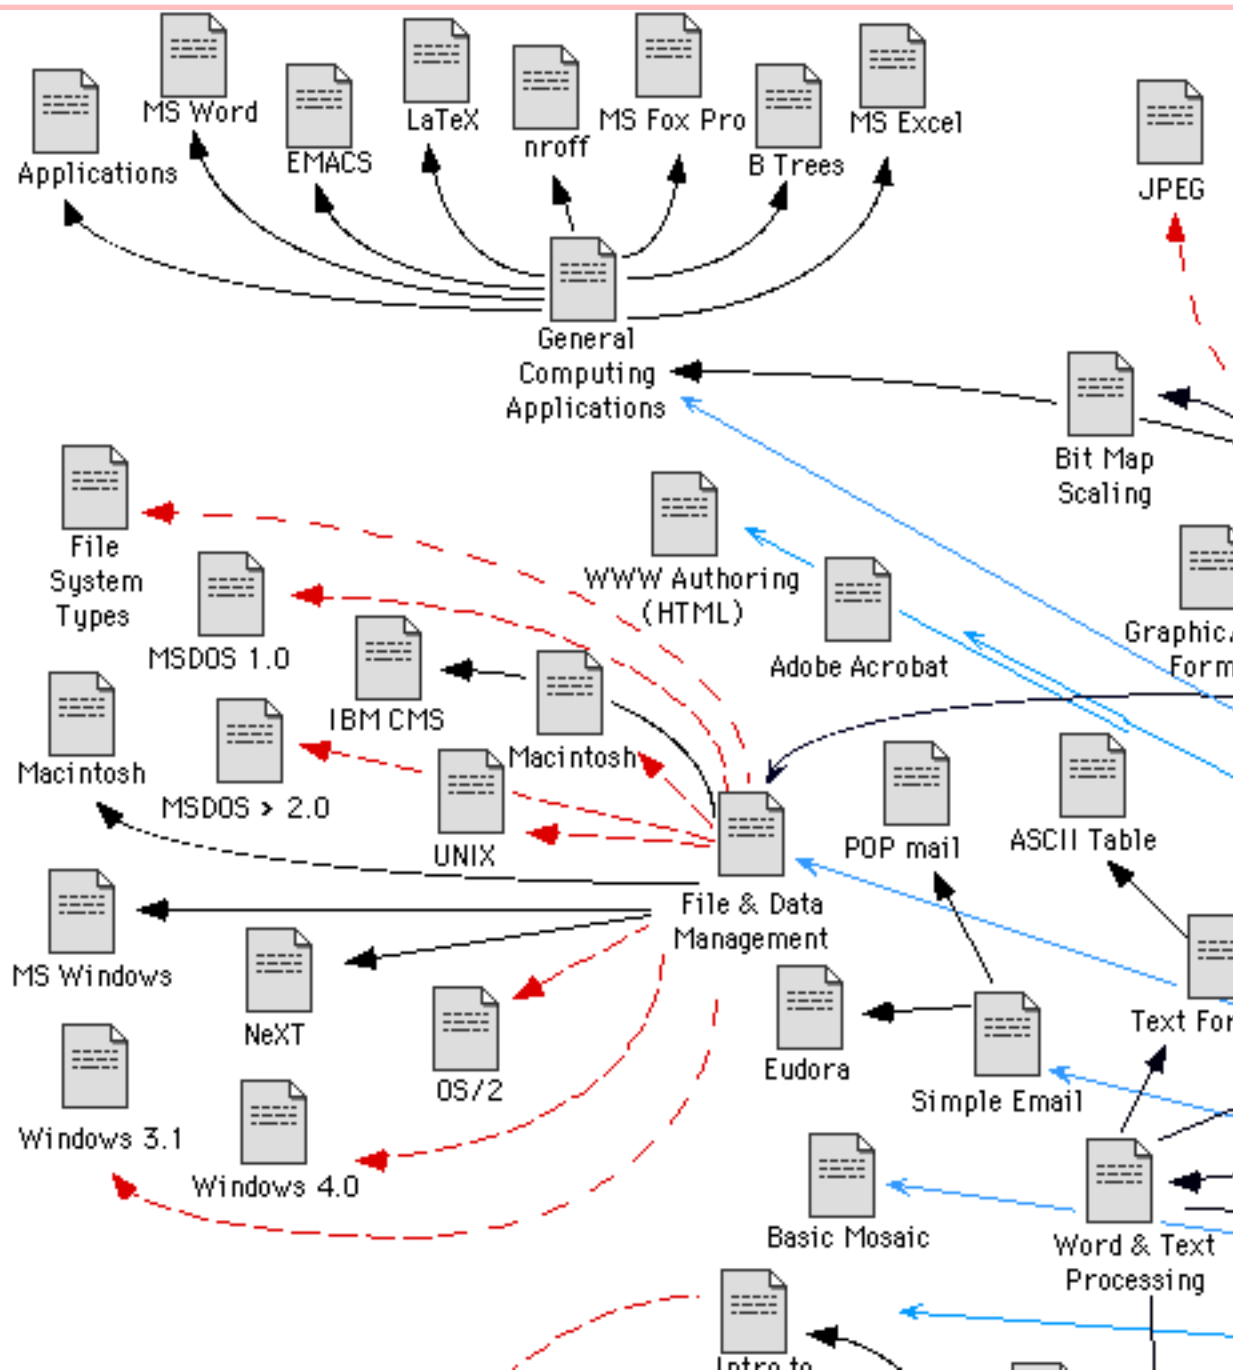 MS Word
LaTeX
MS Fox Pro
MS Excel
nroff
EMACS
B Trees
Applications
JPEG
General
Computing
Applications
Bit Map
Scaling
File
System
Types
WWW Authoring
(HTML)
Graphic
Form
MSDOS 1.0
Adobe Acrobat
IBM CMS
Macintosh
Macintosh
MSDOS > 2.0
UNIX
POP mail
ASCII Table
File & Data
Management
MS Windows
NeXT
Text For
Eudora
OS/2
Simple Email
Windows 3.1
Windows 4.0
Basic Mosaic
Word & Text
Processing
Intro to